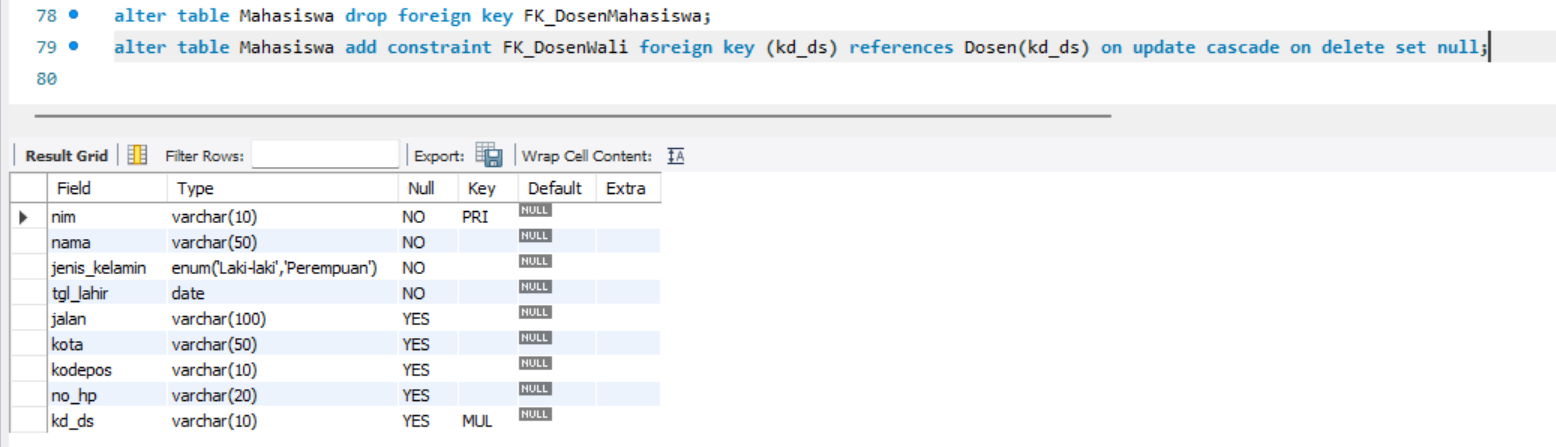 78 alter table Mahasiswa drop foreign key FK_DosenMahasiswa;
79 alter table Mahasiswa add constraint FK_DosenWali foreign key (kd_ds) references Dosen(kd_ds) on update cascade on delete set null;
80
Result Grid Filter Rows: Export: Wrap Cell Content: IA
Field Type Null Key Default Extra
nim varchar(10) NO PRI NULL
nama varchar(50) NO NULL
jenis_kelamin enum('Laki-laki','Perempuan') NO NULL
tgl_lahir date NO NULL
jalan varchar(100) YES NULL
kota varchar(50) YES NULL
kodepos varchar(10) YES NULL
no_hp varchar(20) YES NULL
kd_ds varchar(10) YES MUL NULL